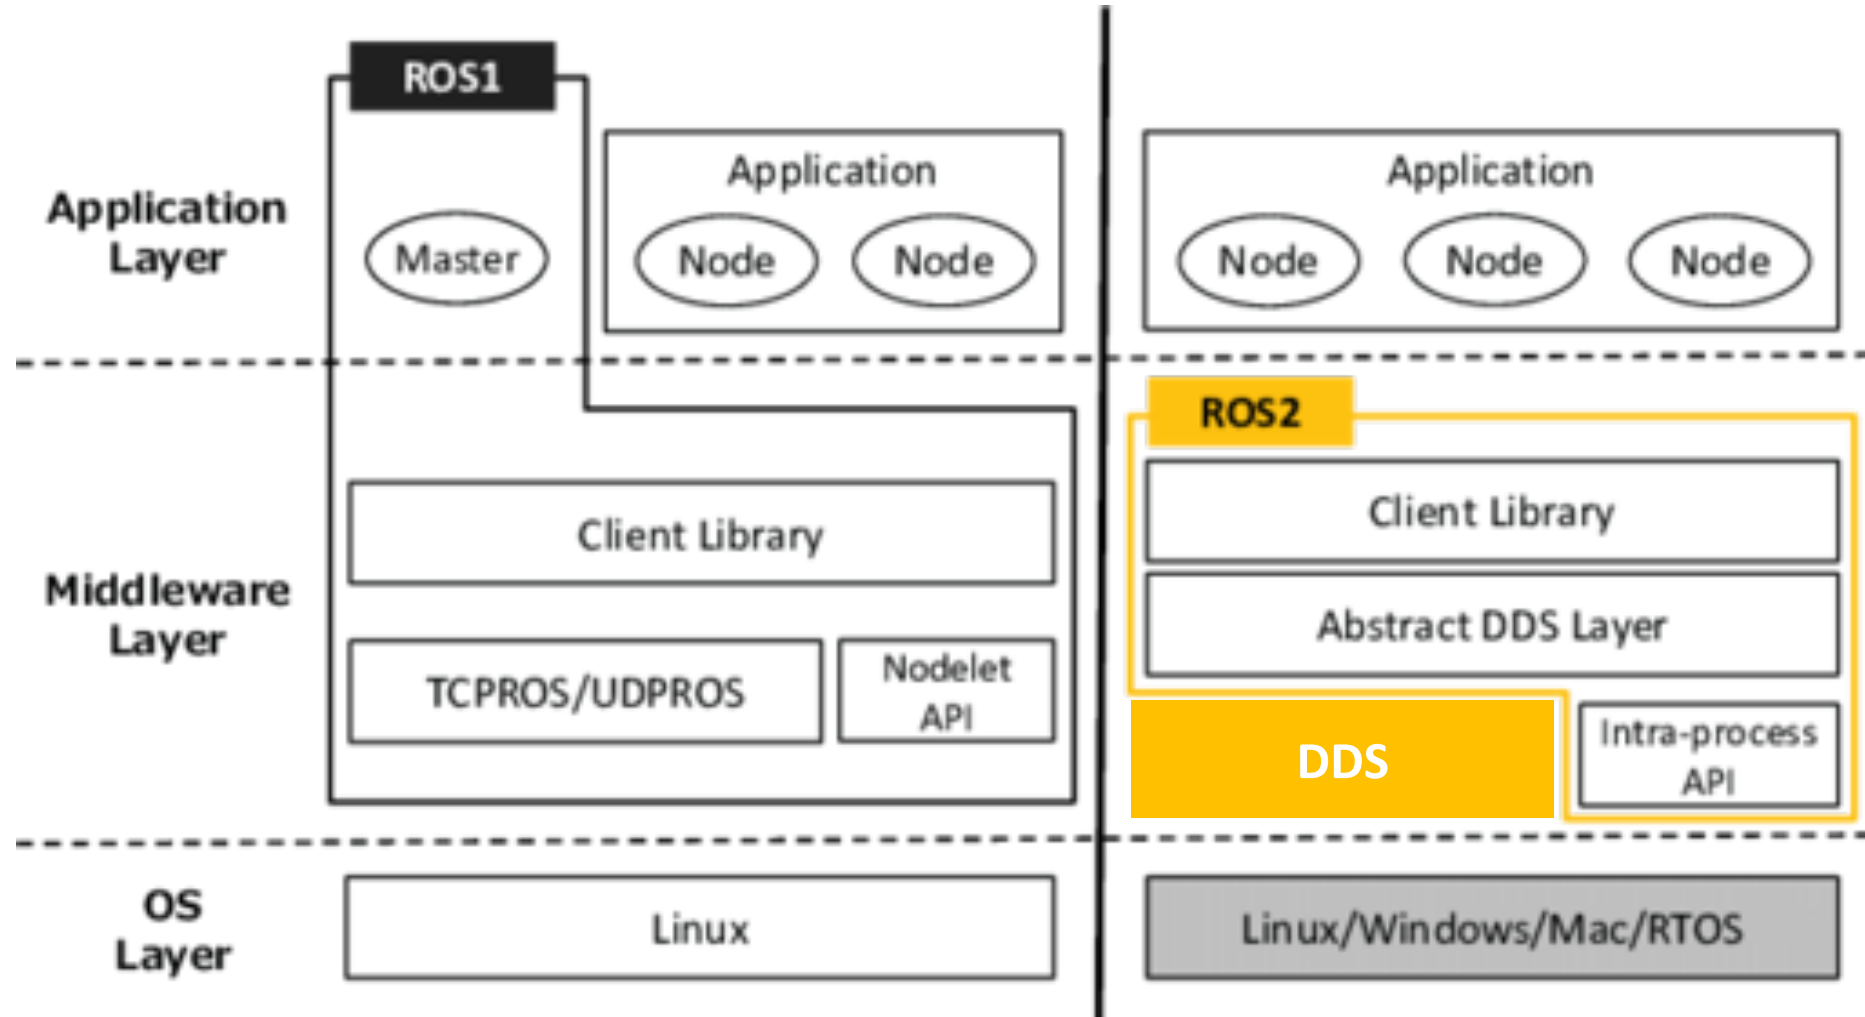 ROS1
Application
Layer
Master
Application
Node
Node
Application
Node
Node
Node
Middleware
Layer
Client Library
TCPROS/UDPROS
Nodelet
API
ROS2
Client Library
Abstract DDS Layer
DDS
Intra-process
API
OS
Layer
Linux
Linux/Windows/Mac/RTOS